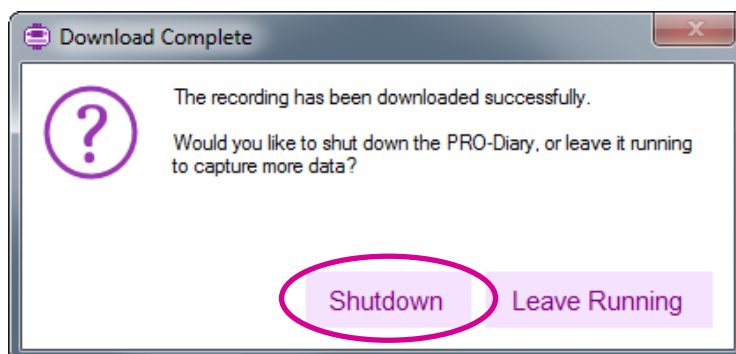 Download Complete
The recording has been downloaded successfully.
Would you like to shut down the PRO-Diary, or leave it running
to capture more data?
Shutdown
Leave Running